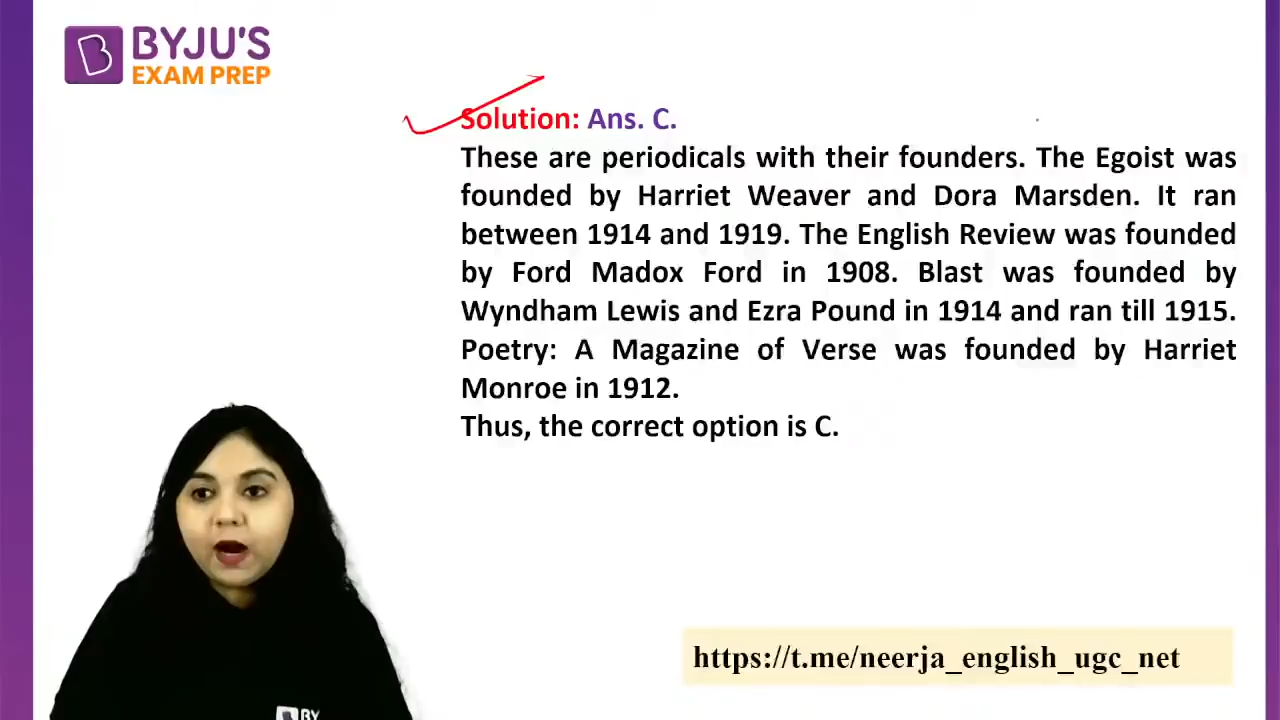 BYJU'S
EXAM PREP
Solution: Ans. C.
These are periodicals with their founders. The Egoist was
founded by Harriet Weaver and Dora Marsden. It ran
between 1914 and 1919. The English Review was founded
by Ford Madox Ford in 1908. Blast was founded by
Wyndham Lewis and Ezra Pound in 1914 and ran till 1915.
Poetry: A Magazine of Verse was founded by Harriet
Monroe in 1912.
Thus, the correct option is C.
https://t.me/neerja_english_ugc_net
BY